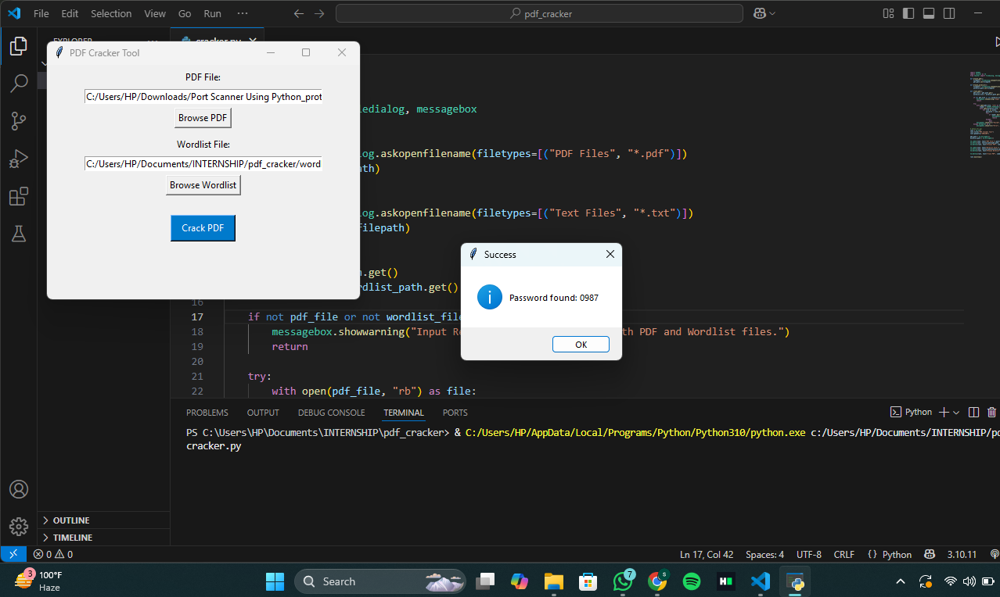 File Edit Selection View Go Run ··· pdf_cracker
EXPLORER
cracker.py
PDF Cracker Tool
PDF File:
C:/Users/HP/Downloads/Port Scanner Using Python_prot
Browse PDF
Wordlist File:
C:/Users/HP/Documents/INTERNSHIP/pdf_cracker/word
Browse Wordlist
Crack PDF
iledialog, messagebox
log.askopenfilename(filetypes=[("PDF Files", "*.pdf")])
ath)
log.askopenfilename(filetypes=[("Text Files", "*.txt")])
filepath)
h.get()
rdlist_path.get()
Success
Password found: 0987
OK
16
17 if not pdf_file or not wordlist_file
18 messagebox.showwarning("Input Re th PDF and Wordlist files.")
19 return
20
21 try:
22 with open(pdf_file, "rb") as file:
PROBLEMS OUTPUT DEBUG CONSOLE TERMINAL PORTS Python
PS C:\Users\HP\Documents\INTERNSHIP\pdf_cracker> & C:/Users/HP/AppData/Local/Programs/Python/Python310/python.exe c:/Users/HP/Documents/INTERNSHIP/pd
cracker.py
OUTLINE
TIMELINE
0 0 Ln 17, Col 42 Spaces: 4 UTF-8 CRLF {} Python 3.10.11
3 100°F
Haze
Search
7
S